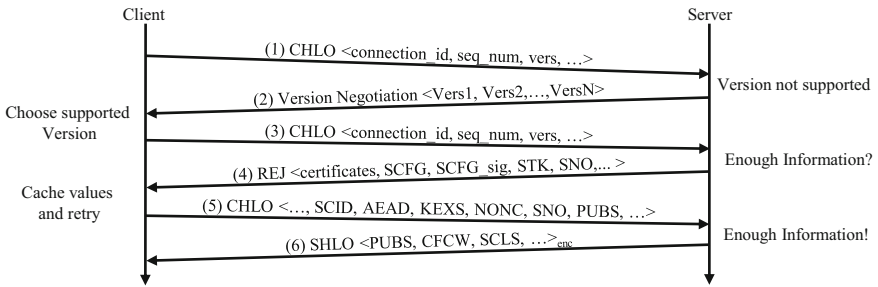 Client
Server
(1) CHLO <connection_id, seq_num, vers, …>
Version not supported
(2) Version Negotiation <Vers1, Vers2,…,VersN>
Choose supported
Version
(3) CHLO <connection_id, seq_num, vers, …>
Enough Information?
(4) REJ <certificates, SCFG, SCFG_sig, STK, SNO,... >
Cache values
and retry
(5) CHLO <…, SCID, AEAD, KEXS, NONC, SNO, PUBS, …>
Enough Information!
(6) SHLO <PUBS, CFCW, SCLS, …>enc